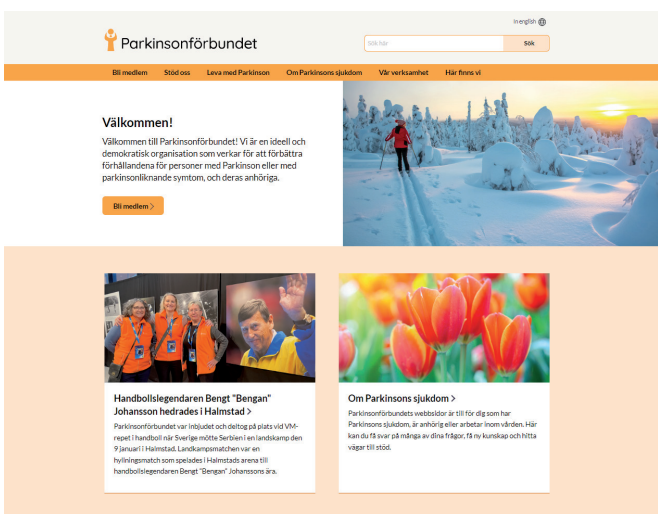 In english
Parkinsonförbundet
Sök här
Sök
Bli medlem Stöd oss Leva med Parkinson Om Parkinsons sjukdom Vår verksamhet Här finns vi
Välkommen!
Välkommen till Parkinsonförbundet! Vi är en ideell och
demokratisk organisation som verkar för att förbättra
förhållandena för personer med Parkinson eller med
parkinsonliknande symtom, och deras anhöriga.
Bli medlem >
Handbollslegendaren Bengt "Bengan"
Johansson hedrades i Halmstad >
Parkinsonförbundet var inbjudet och deltog på plats vid VM-
repet i handboll när Sverige mötte Serbien i en landskamp den
9 januari i Halmstad. Landkampsmatchen var en
hyllningsmatch som spelades i Halmstads arena till
handbollslegendaren Bengt "Bengan" Johanssons ära.
Om Parkinsons sjukdom >
Parkinsonförbundets webbsidor är till för dig som har
Parkinsons sjukdom, är anhörig eller arbetar inom vården. Här
kan du få svar på många av dina frågor, få ny kunskap och hitta
vägar till stöd.